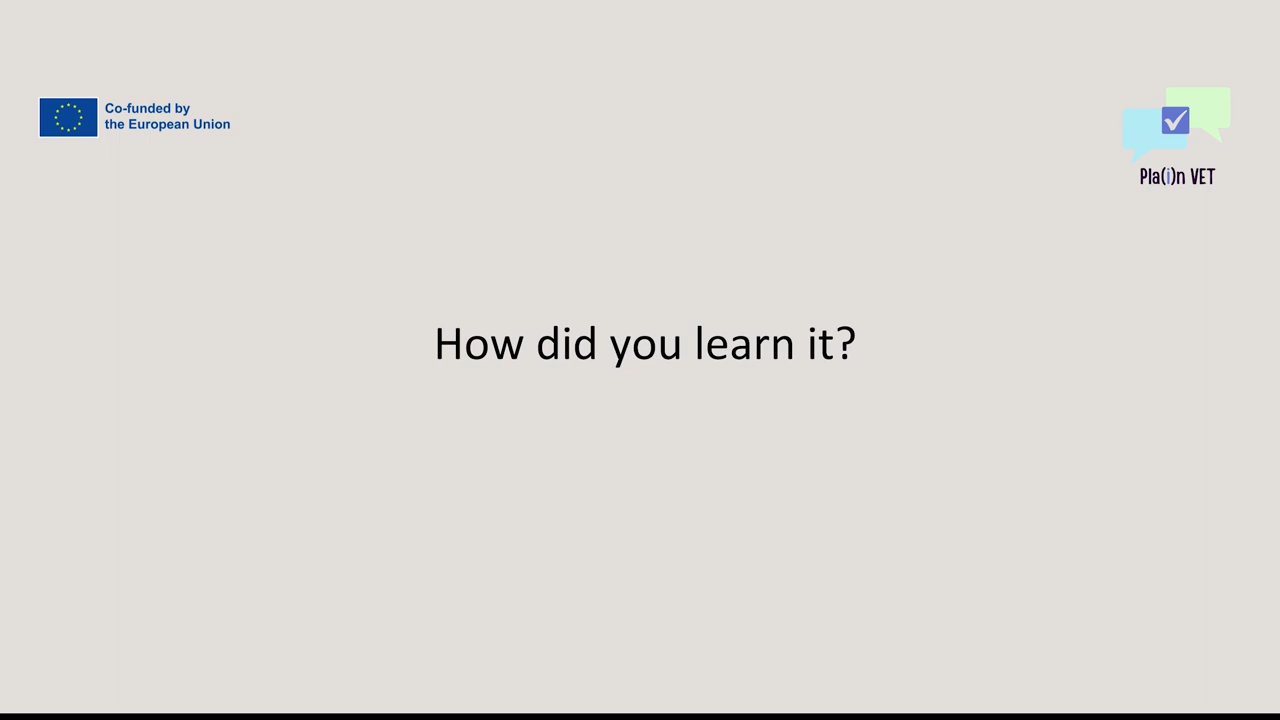 Co-funded by
the European Union
Pla(i)n VET
How did you learn it?